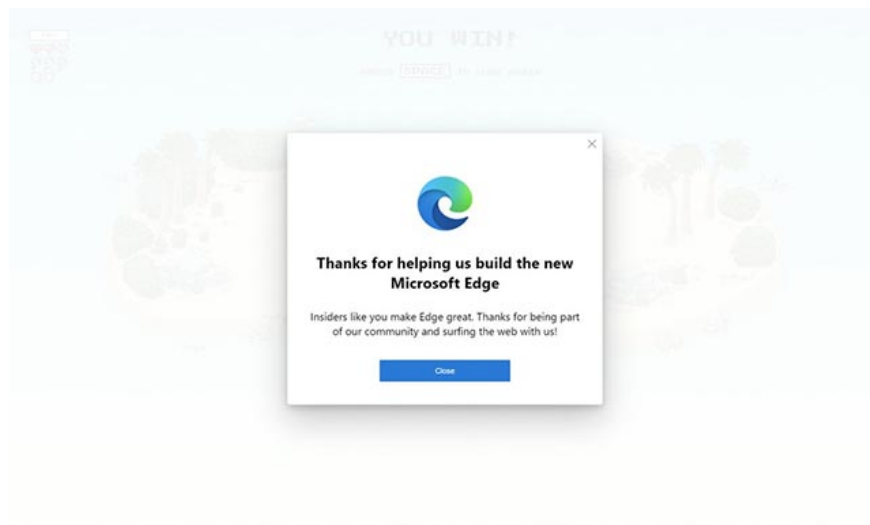 YOU WIN!
Thanks for helping us build the new
Microsoft Edge
Insiders like you make Edge great. Thanks for being part
of our community and surfing the web with us!
Close